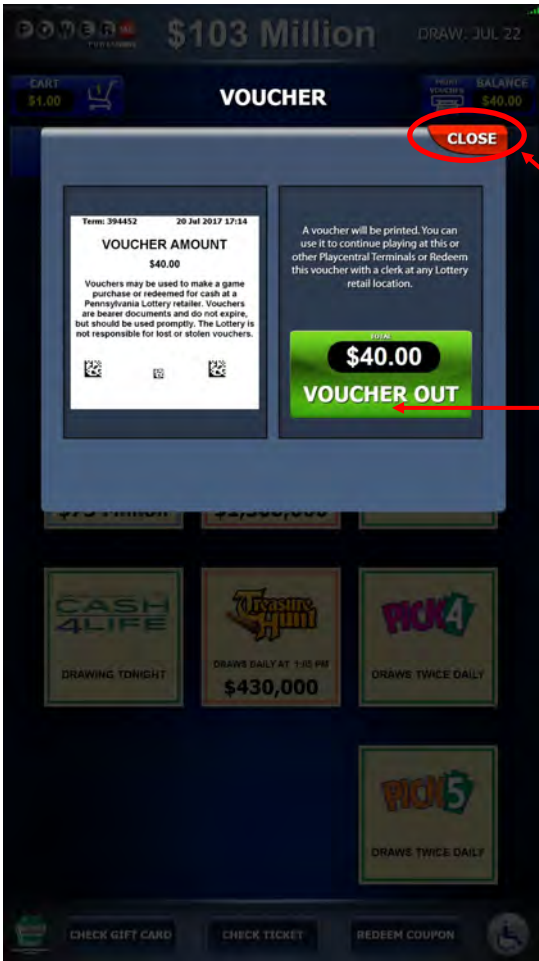 POWERBALL
$103 Million
DRAW: JUL 22
CART
$1.00
1
VOUCHER
PRINT
VOUCHER
BALANCE
$40.00
CLOSE
Term: 394452 20 Jul 2017 17:14
VOUCHER AMOUNT
$40.00
Vouchers may be used to make a game
purchase or redeemed for cash at a
Pennsylvania Lottery retailer. Vouchers
are bearer documents and do not expire,
but should be used promptly. The Lottery is
not responsible for lost or stolen vouchers.
A voucher will be printed. You can
use it to continue playing at this or
other Playcentral Terminals or Redeem
this voucher with a clerk at any Lottery
retail location.
TOTAL
$40.00
VOUCHER OUT
CASH
4LIFE
DRAWING TONIGHT
Treasure
Hunt
DRAWS DAILY AT 1:05 PM
$430,000
PICK 4
DRAWS TWICE DAILY
PICK 5
DRAWS TWICE DAILY
CHECK GIFT CARD
CHECK TICKET
REDEEM COUPON